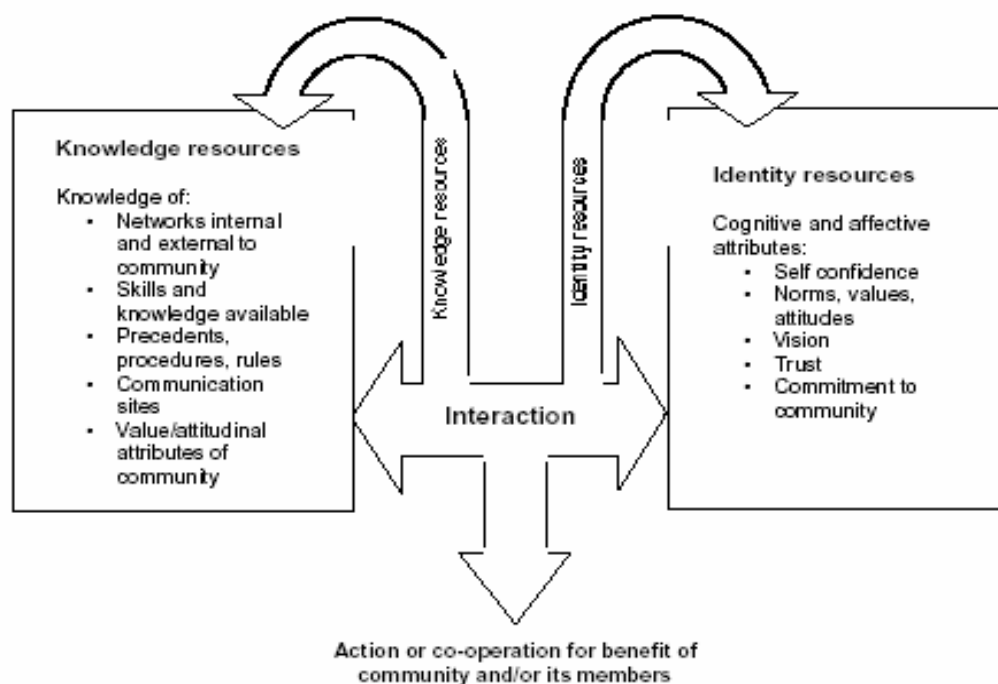 Knowledge resources
Knowledge of:
• Networks internal
and external to
community
• Skills and
knowledge available
• Precedents,
procedures, rules
• Communication
sites
• Value/attitudinal
attributes of
community
Knowledge resources
Identity resources
Interaction
Identity resources
Cognitive and affective
attributes:
• Self confidence
• Norms, values,
attitudes
• Vision
• Trust
• Commitment to
community
Action or co-operation for benefit of
community and/or its members